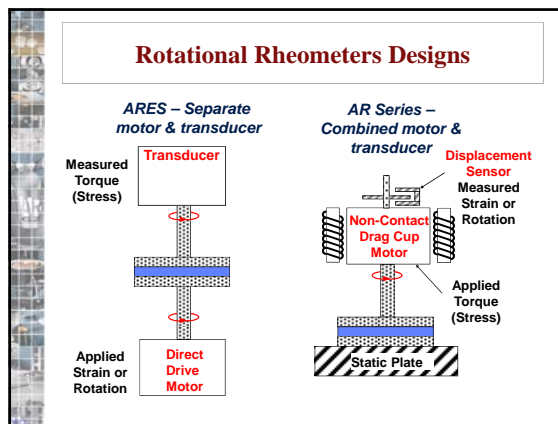 Rotational Rheometers Designs
ARES – Separate
motor & transducer
Transducer
Measured
Torque
(Stress)
Applied
Strain or
Rotation
Direct
Drive
Motor
AR Series –
Combined motor &
transducer
Displacement
Sensor
Measured
Strain or
Rotation
Non-Contact
Drag Cup
Motor
Applied
Torque
(Stress)
Static Plate